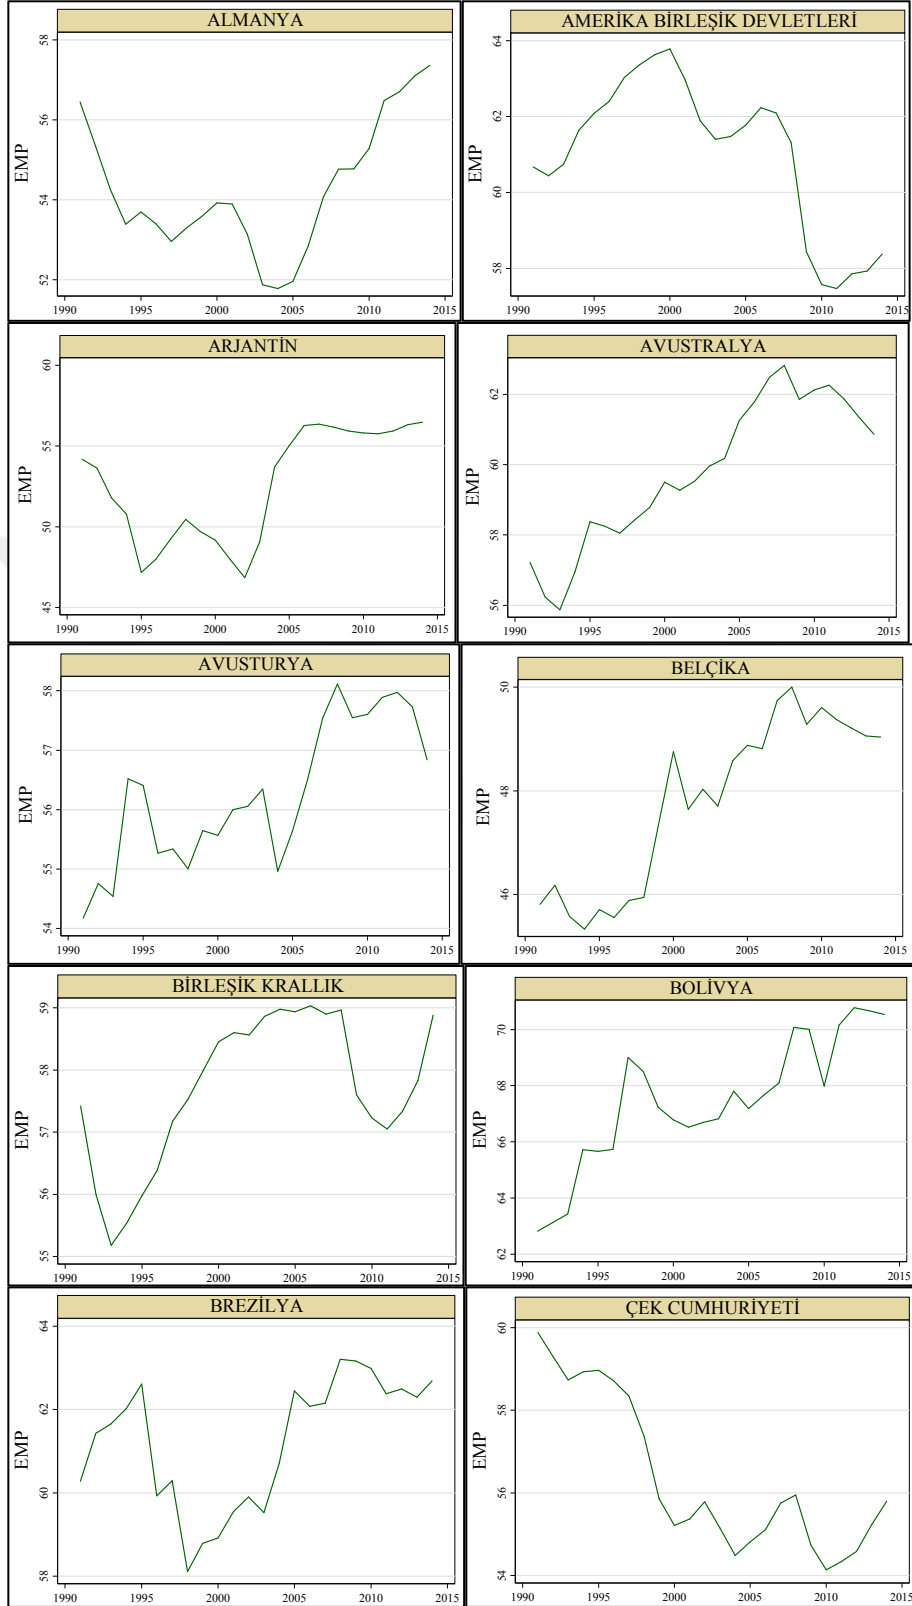 ALMANYA
EMP
58
56
54
52
1990 1995 2000 2005 2010 2015
AMERİKA BİRLEŞİK DEVLETLERİ
EMP
64
62
60
58
1990 1995 2000 2005 2010 2015
ARJANTİN
EMP
60
55
50
45
1990 1995 2000 2005 2010 2015
AVUSTRALYA
EMP
62
60
58
56
1990 1995 2000 2005 2010 2015
AVUSTURYA
EMP
58
57
56
55
54
1990 1995 2000 2005 2010 2015
BELÇİKA
EMP
50
48
46
1990 1995 2000 2005 2010 2015
BİRLEŞİK KRALLIK
EMP
59
58
57
56
55
1990 1995 2000 2005 2010 2015
BOLİVYA
EMP
70
68
66
64
62
1990 1995 2000 2005 2010 2015
BREZİLYA
EMP
64
62
60
58
1990 1995 2000 2005 2010 2015
ÇEK CUMHURİYETİ
EMP
60
58
56
54
1990 1995 2000 2005 2010 2015